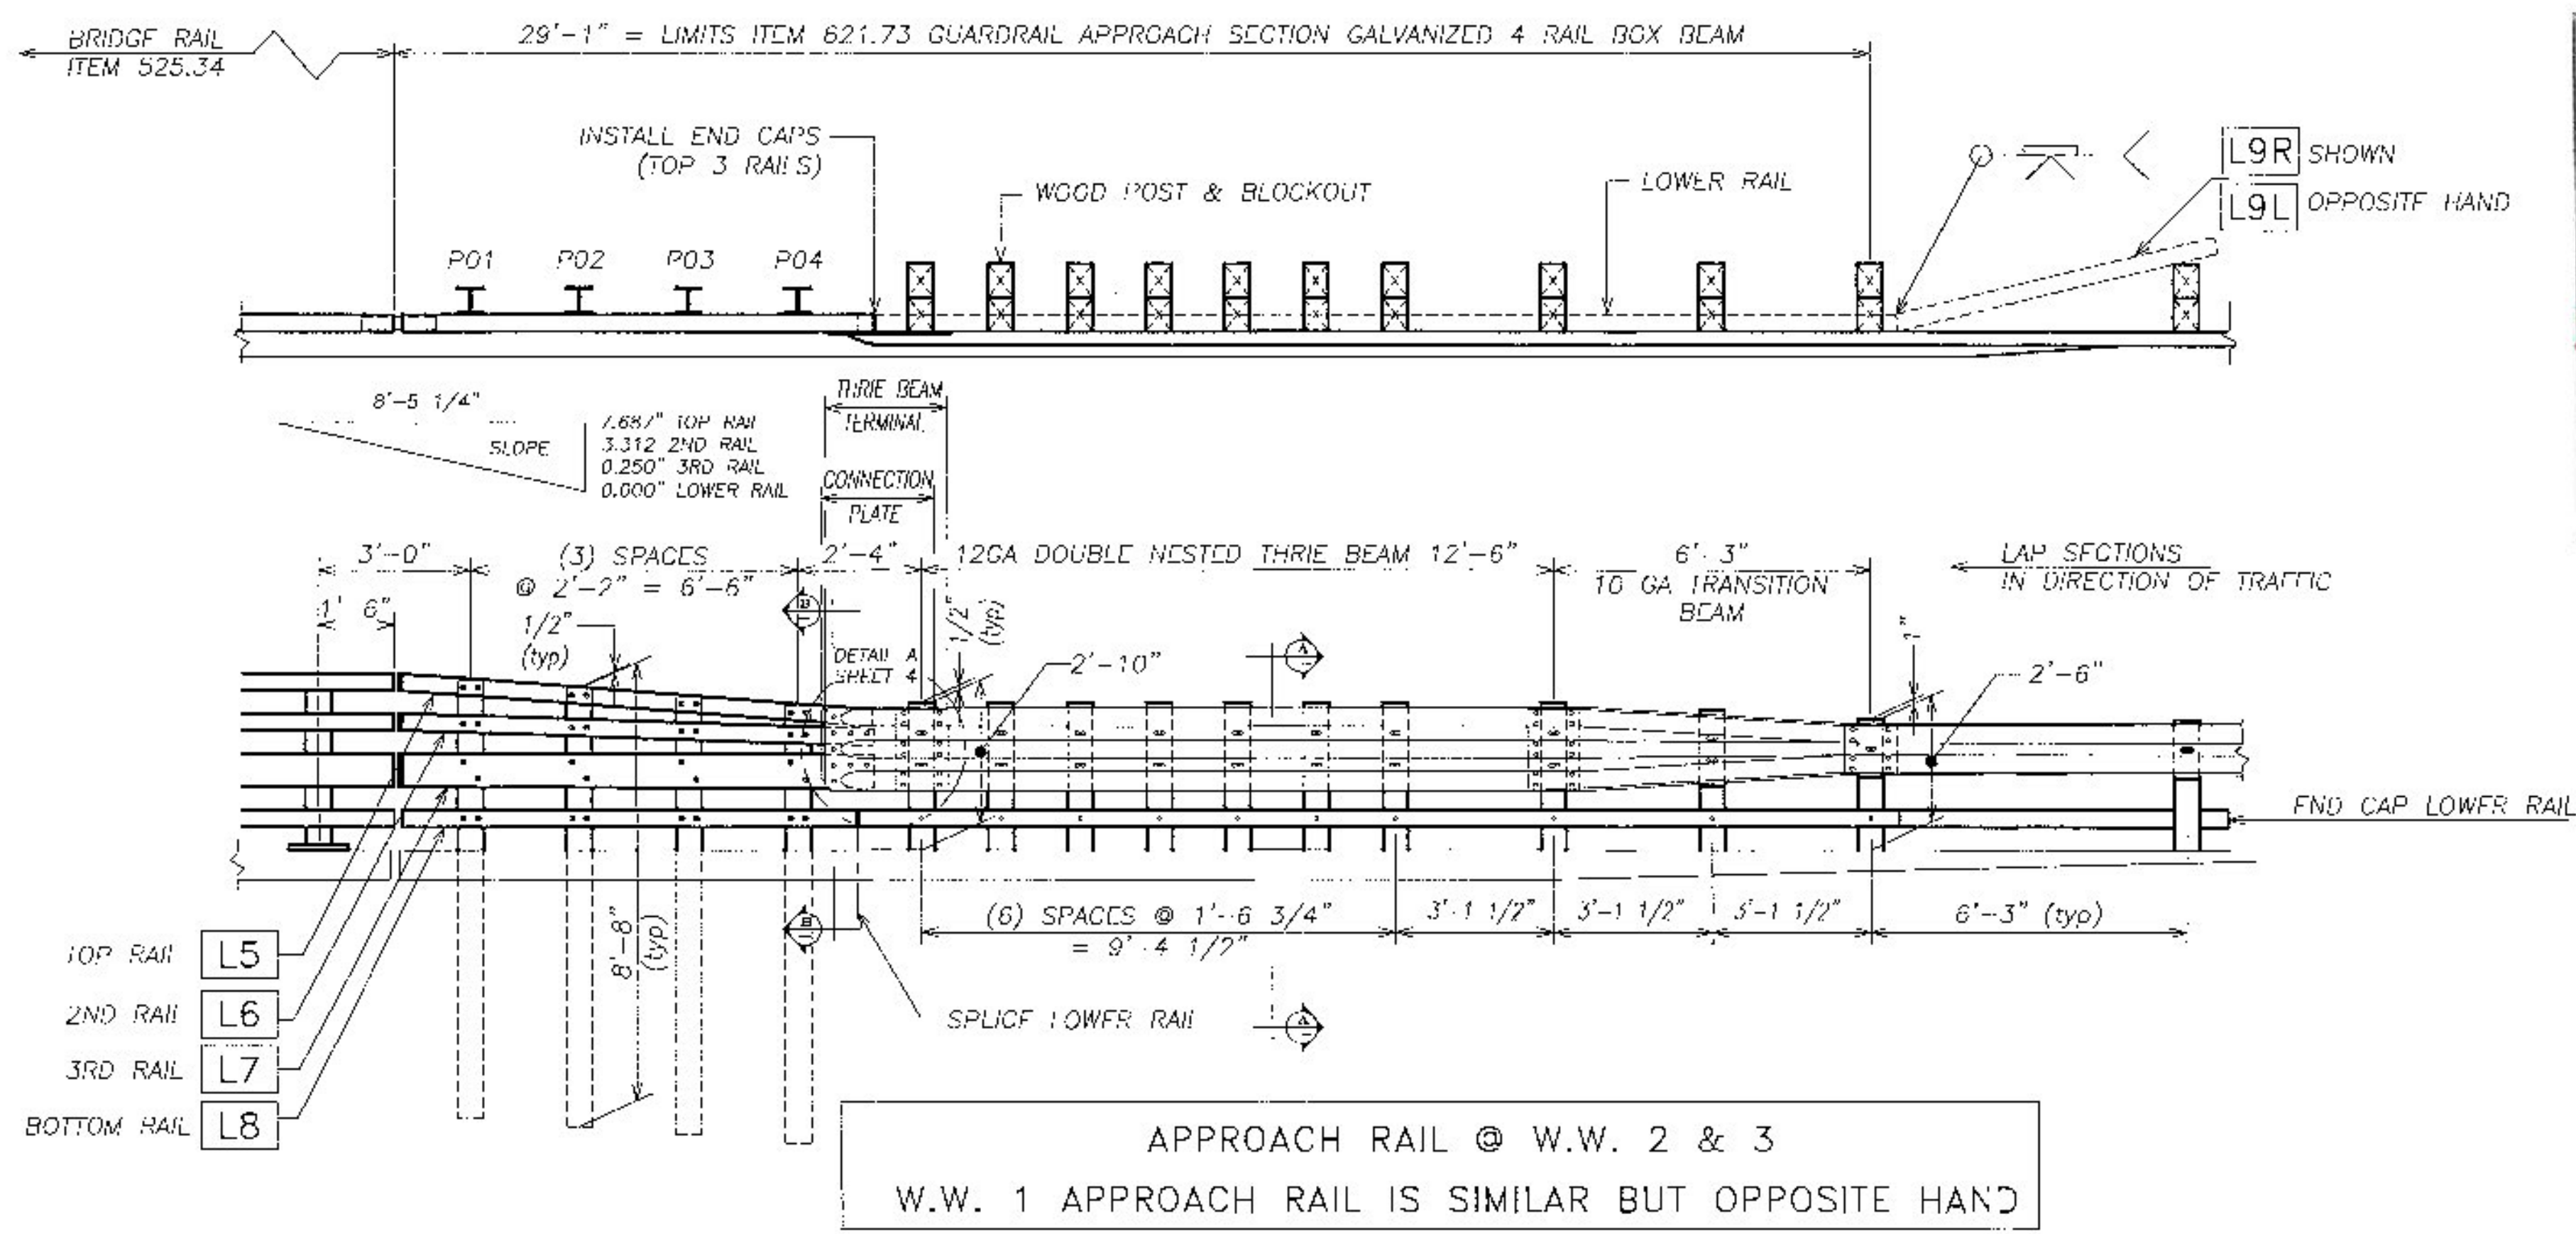 BRIDGE RAIL
ITEM 525.34
29'-1" = LIMITS ITEM 621.73 GUARDRAIL APPROACH SECTION GALVANIZED 4 RAIL BOX BEAM
INSTALL END CAPS
(TOP 3 RAILS)
WOOD POST & BLOCKOUT
LOWER RAIL
L9R SHOWN
L9L OPPOSITE HAND
P01 P02 P03 P04
8'-5 1/4"
SLOPE
7.687" TOP RAIL
3.312 2ND RAIL
0.250" 3RD RAIL
0.000" LOWER RAIL
THRIE BEAM
TERMINAL
CONNECTION
PLATE
3'-0"
(3) SPACES
@ 2'-2" = 6'-6"
2'-4"
12GA DOUBLE NESTED THRIE BEAM 12'-6"
6'-3"
10 GA TRANSITION
BEAM
LAP SECTIONS
IN DIRECTION OF TRAFFIC
1' 6"
1/2"
(typ)
B
DETAIL A
SHEET 4
1/2"
(typ)
2'-10"
A
1"
2'-6"
END CAP LOWER RAIL
8'-8"
(typ)
B
(6) SPACES @ 1'-6 3/4"
= 9'-4 1/2"
3'-1 1/2"
3'-1 1/2"
3'-1 1/2"
6'-3" (typ)
TOP RAIL L5
2ND RAIL L6
3RD RAIL L7
BOTTOM RAIL L8
SPLICE LOWER RAIL
A
APPROACH RAIL @ W.W. 2 & 3
W.W. 1 APPROACH RAIL IS SIMILAR BUT OPPOSITE HAND